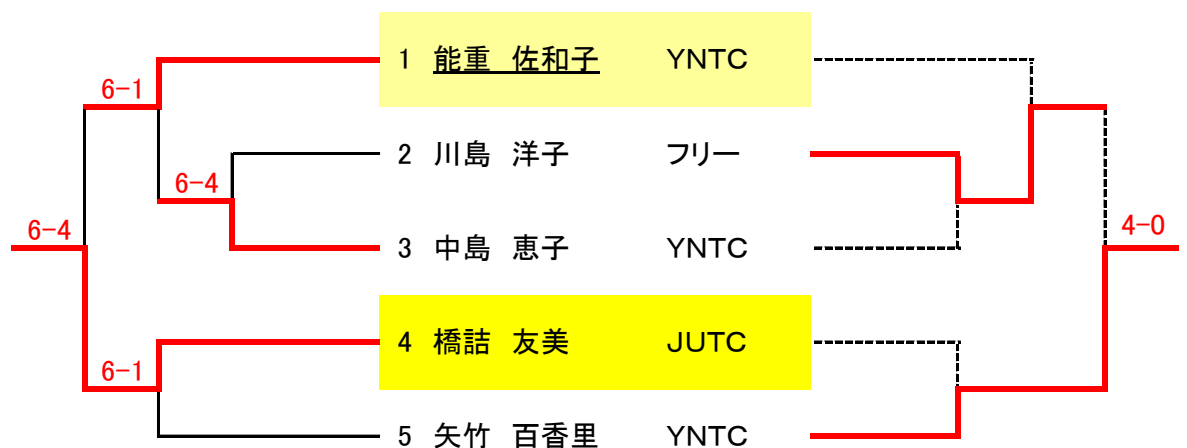 1 能重 佐和子 YNTC
6-1
2 川島 洋子 フリー
6-4
6-4
3 中島 恵子 YNTC
4-0
4 橋詰 友美 JUTC
6-1
5 矢竹 百香里 YNTC